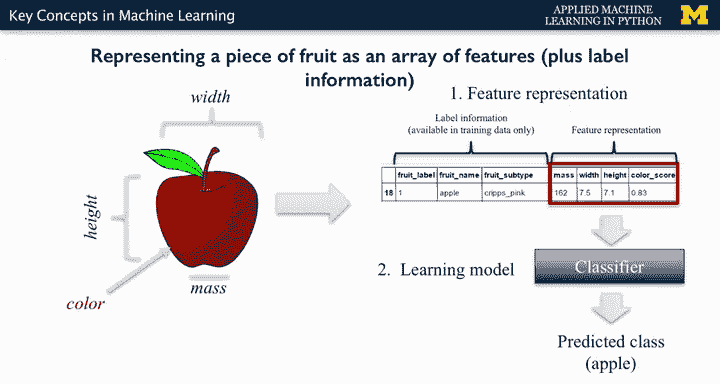 Key Concepts in Machine Learning
APPLIED MACHINE
LEARNING IN PYTHON
M
Representing a piece of fruit as an array of features (plus label
information)
width
height
color
mass
1. Feature representation
Label information
(available in training data only)
Feature representation
fruit_label fruit_name fruit_subtype mass width height color_score
18 1 apple cripps_pink 162 7.5 7.1 0.83
2. Learning model
Classifier
Predicted class
(apple)